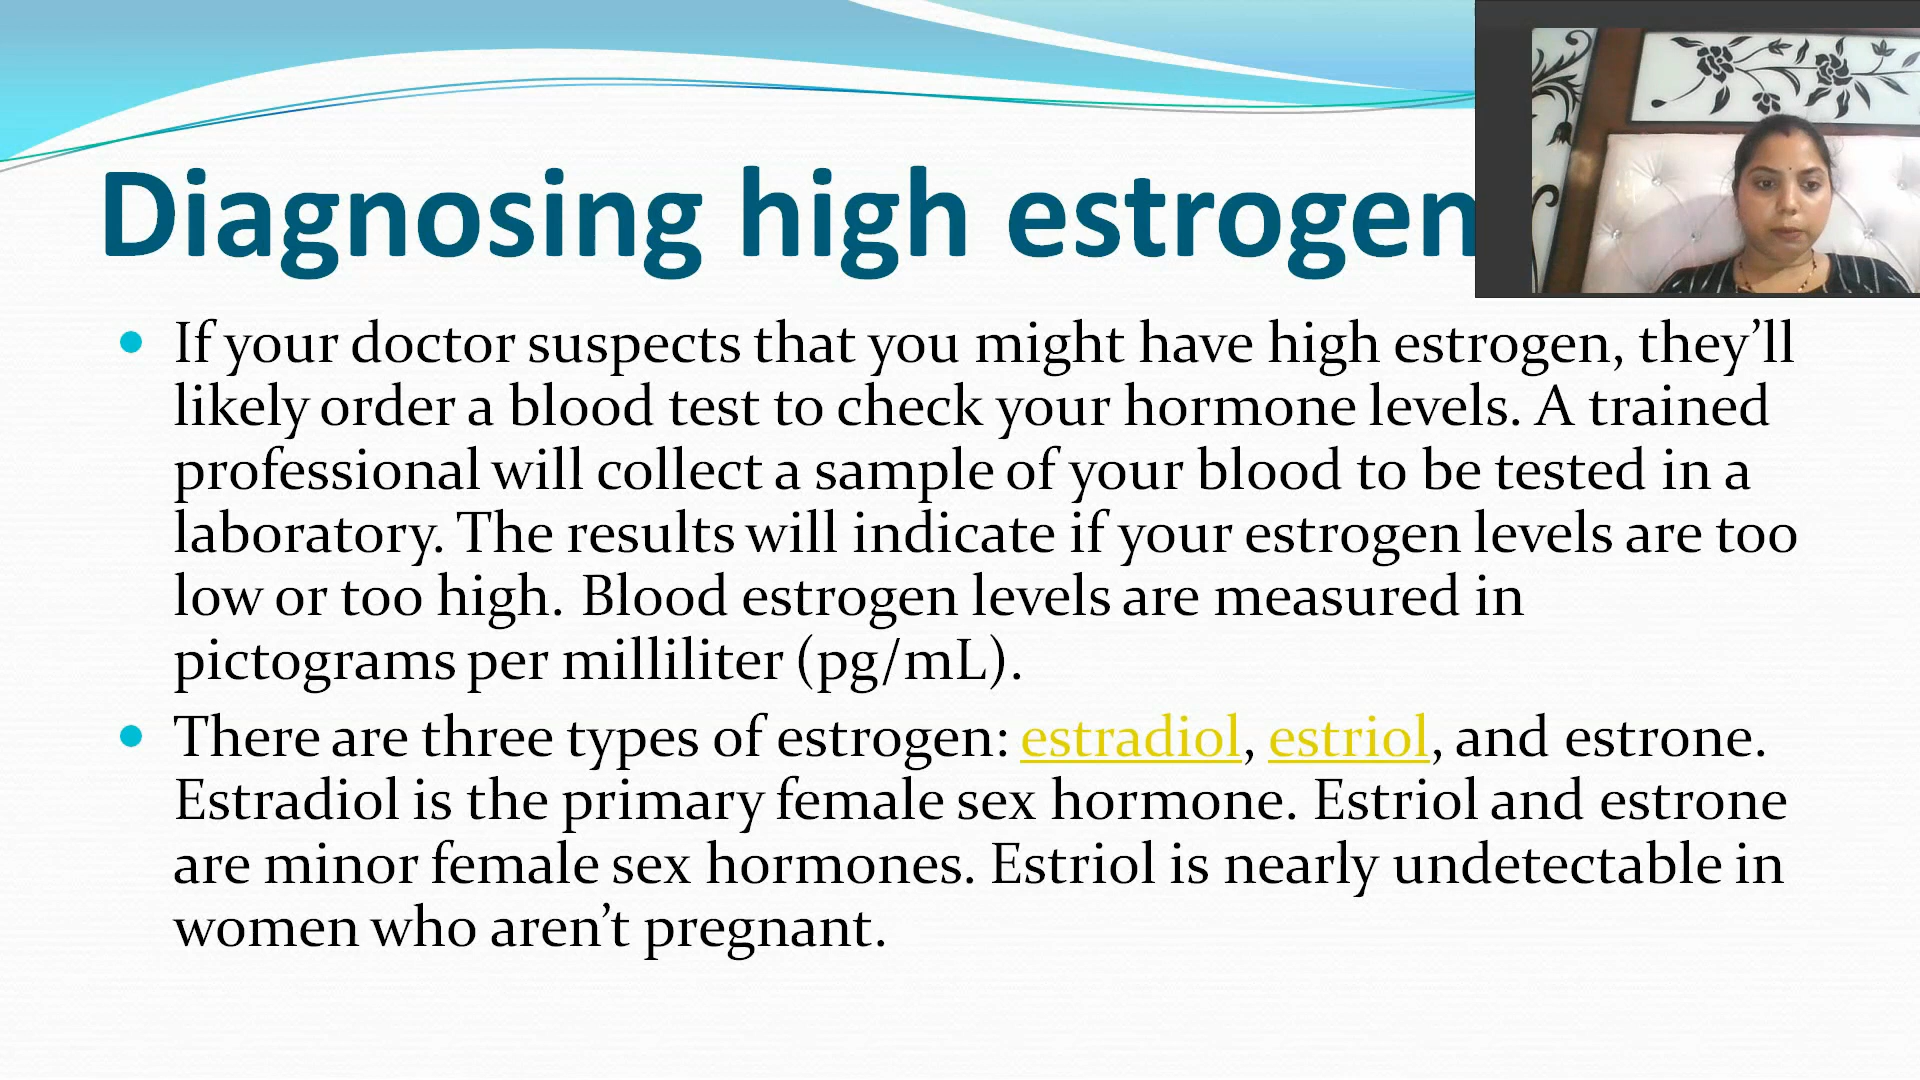 Diagnosing high estrogen
If your doctor suspects that you might have high estrogen, they’ll
likely order a blood test to check your hormone levels. A trained
professional will collect a sample of your blood to be tested in a
laboratory. The results will indicate if your estrogen levels are too
low or too high. Blood estrogen levels are measured in
pictograms per milliliter (pg/mL).
There are three types of estrogen: estradiol, estriol, and estrone.
Estradiol is the primary female sex hormone. Estriol and estrone
are minor female sex hormones. Estriol is nearly undetectable in
women who aren’t pregnant.